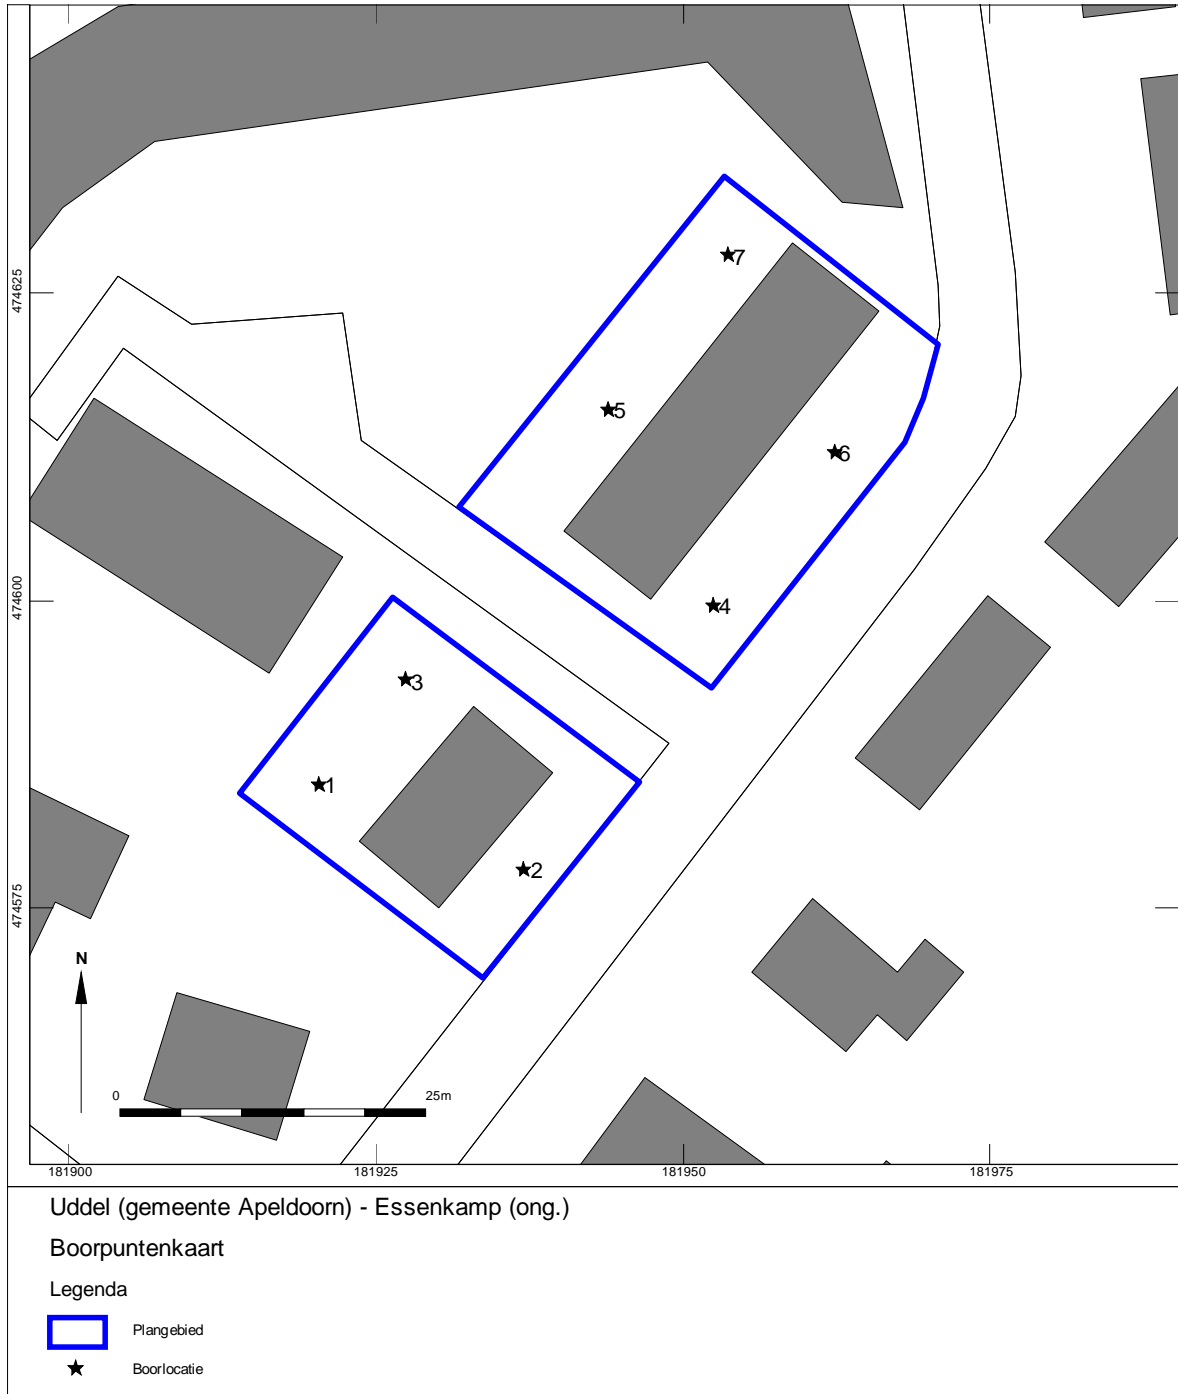 7
474625
5
6
474600
4
3
1
2
474575
N
0 25m
181900 181925 181950 181975
Uddel (gemeente Apeldoorn) - Essenkamp (ong.)
Boorpuntenkaart
Legenda
Plangebied
Boorlocatie